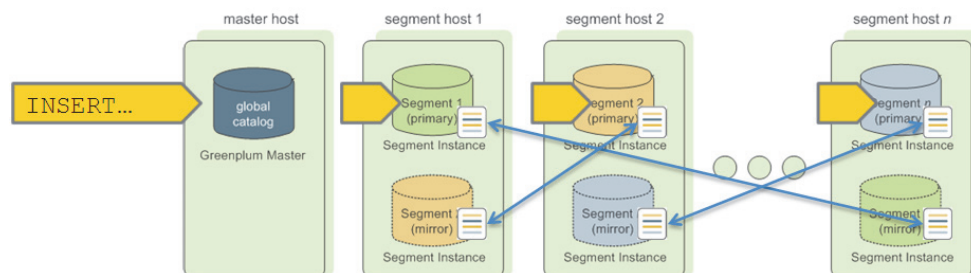 master host
segment host 1
segment host 2
segment host n
INSERT...
global
catalog
Greenplum Master
Segment 1
(primary)
Segment Instance
Segment 2
(primary)
Segment Instance
Segment n
(primary
Segment Instance
Segment
(mirror)
Segment Instance
Segment
(mirror)
Segment Instance
Segment
(mirror)
Segment Instance